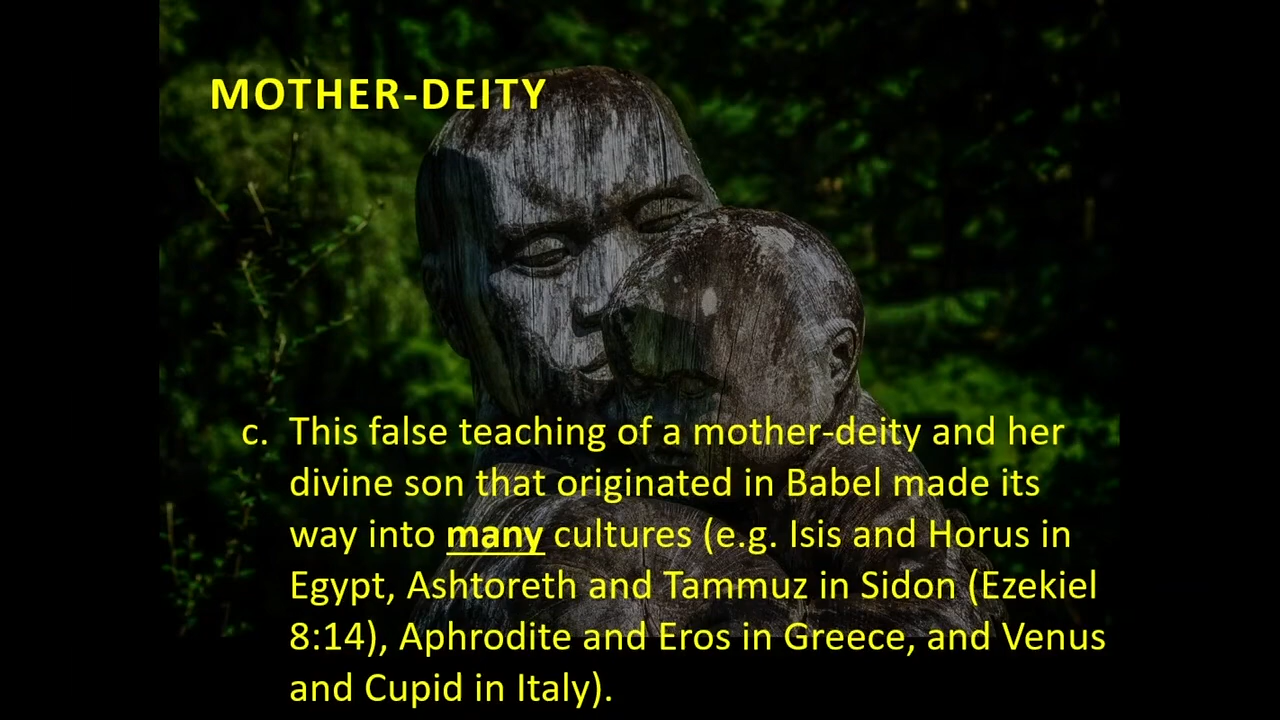 MOTHER-DEITY
c. This false teaching of a mother-deity and her
divine son that originated in Babel made its
way into many cultures (e.g. Isis and Horus in
Egypt, Ashtoreth and Tammuz in Sidon (Ezekiel
8:14), Aphrodite and Eros in Greece, and Venus
and Cupid in Italy).